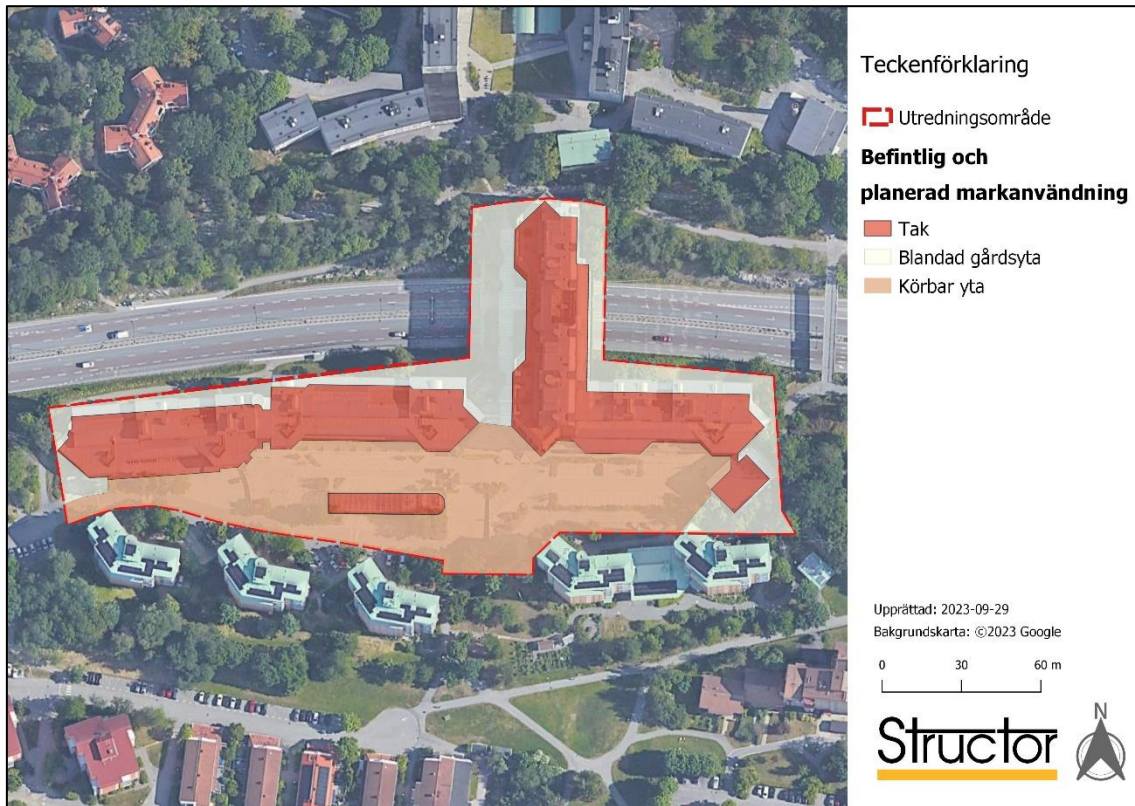 Teckenförklaring
Utredningsområde
Befintlig och
planerad markanvändning
Tak
Blandad gårdsyta
Körbar yta
Upprättad: 2023-09-29
Bakgrundskarta: ©2023 Google
0 30 60 m
Structor
N